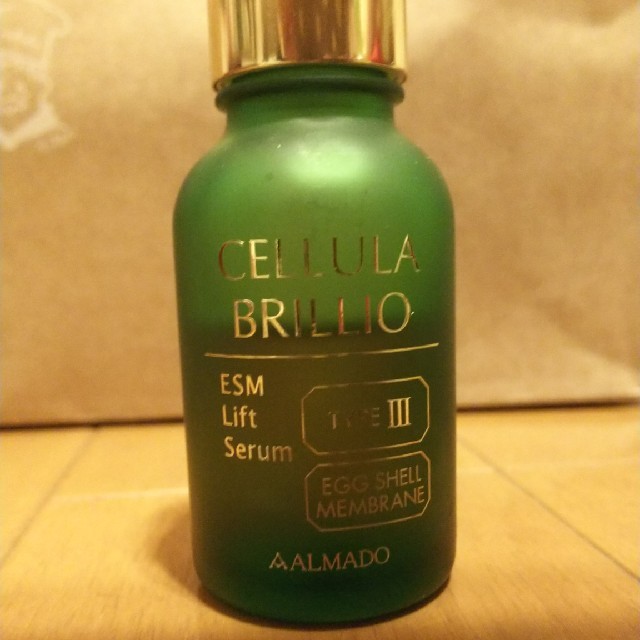 CELLULA
BRILLIO
ESM
Lift
Serum
TYPE III
EGG SHELL
MEMBRANE
ALMADO